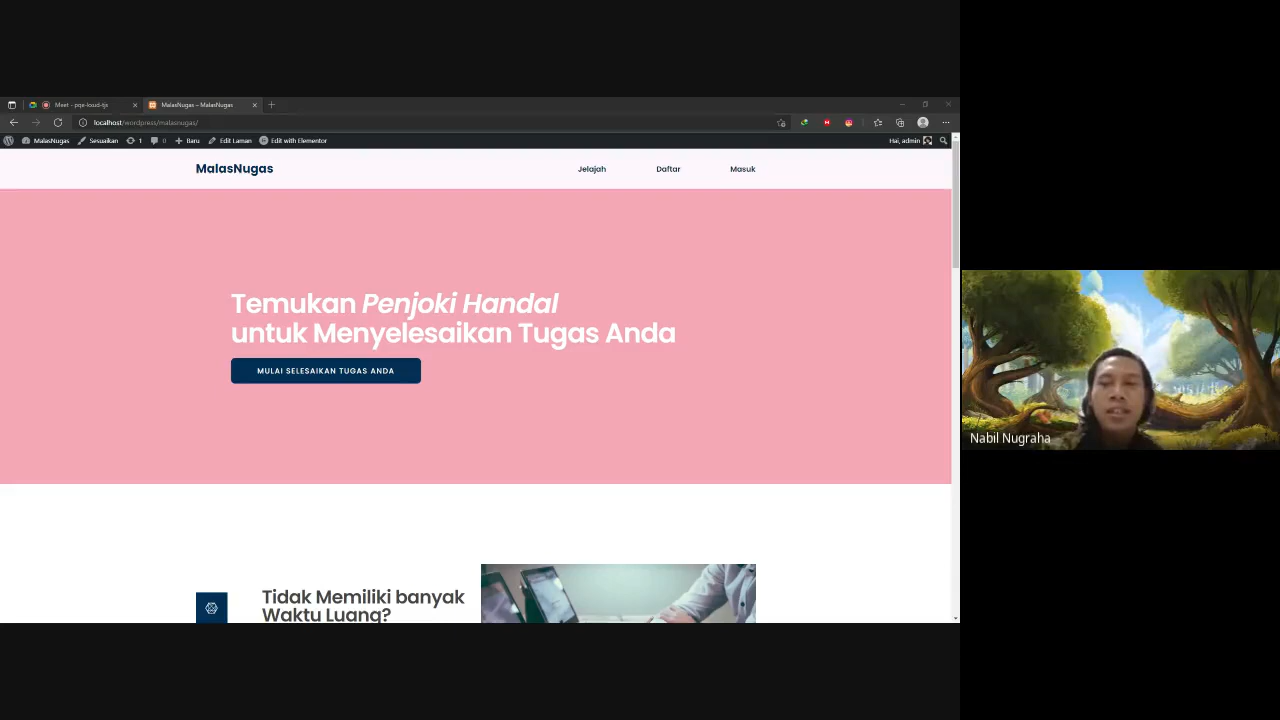 Meet - pqe-loud-tjs
MalasNugas – MalasNugas
localhost/wordpress/malasnugas/
MalasNugas
Sesuaikan
1
0
Baru
Edit Laman
Edit with Elementor
Hai, admin
MalasNugas
Jelajah
Daftar
Masuk
Temukan Penjoki Handal
untuk Menyelesaikan Tugas Anda
MULAI SELESAIKAN TUGAS ANDA
Tidak Memiliki banyak
Waktu Luang?
Nabil Nugraha